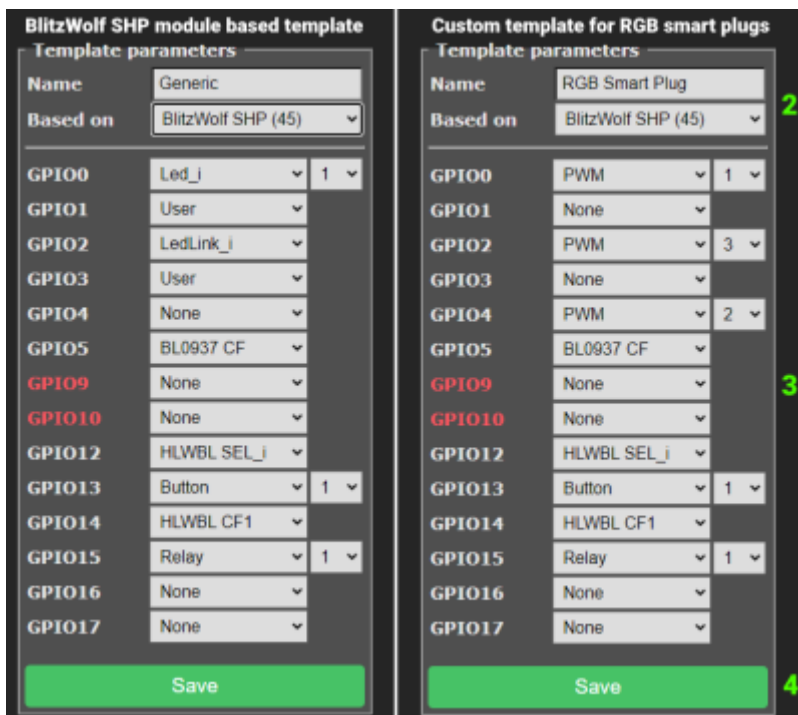 BlitzWolf SHP module based template
Template parameters
Name Generic
Based on BlitzWolf SHP (45)
GPIO0 Led_i 1
GPIO1 User
GPIO2 LedLink_i
GPIO3 User
GPIO4 None
GPIO5 BL0937 CF
GPIO9 None
GPIO10 None
GPIO12 HLWBL SEL_i
GPIO13 Button 1
GPIO14 HLWBL CF1
GPIO15 Relay 1
GPIO16 None
GPIO17 None
Save
Custom template for RGB smart plugs
Template parameters
Name RGB Smart Plug
2
Based on BlitzWolf SHP (45)
GPIO0 PWM 1
GPIO1 None
GPIO2 PWM 3
GPIO3 None
GPIO4 PWM 2
GPIO5 BL0937 CF
GPIO9 None 3
GPIO10 None
GPIO12 HLWBL SEL_i
GPIO13 Button 1
GPIO14 HLWBL CF1
GPIO15 Relay 1
GPIO16 None
GPIO17 None
Save 4